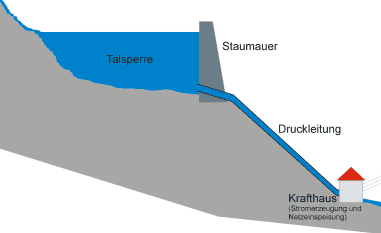 Staumauer
Talsperre
Druckleitung
Krafthaus
(Stromerzeugung und
Netzeinspeisung)